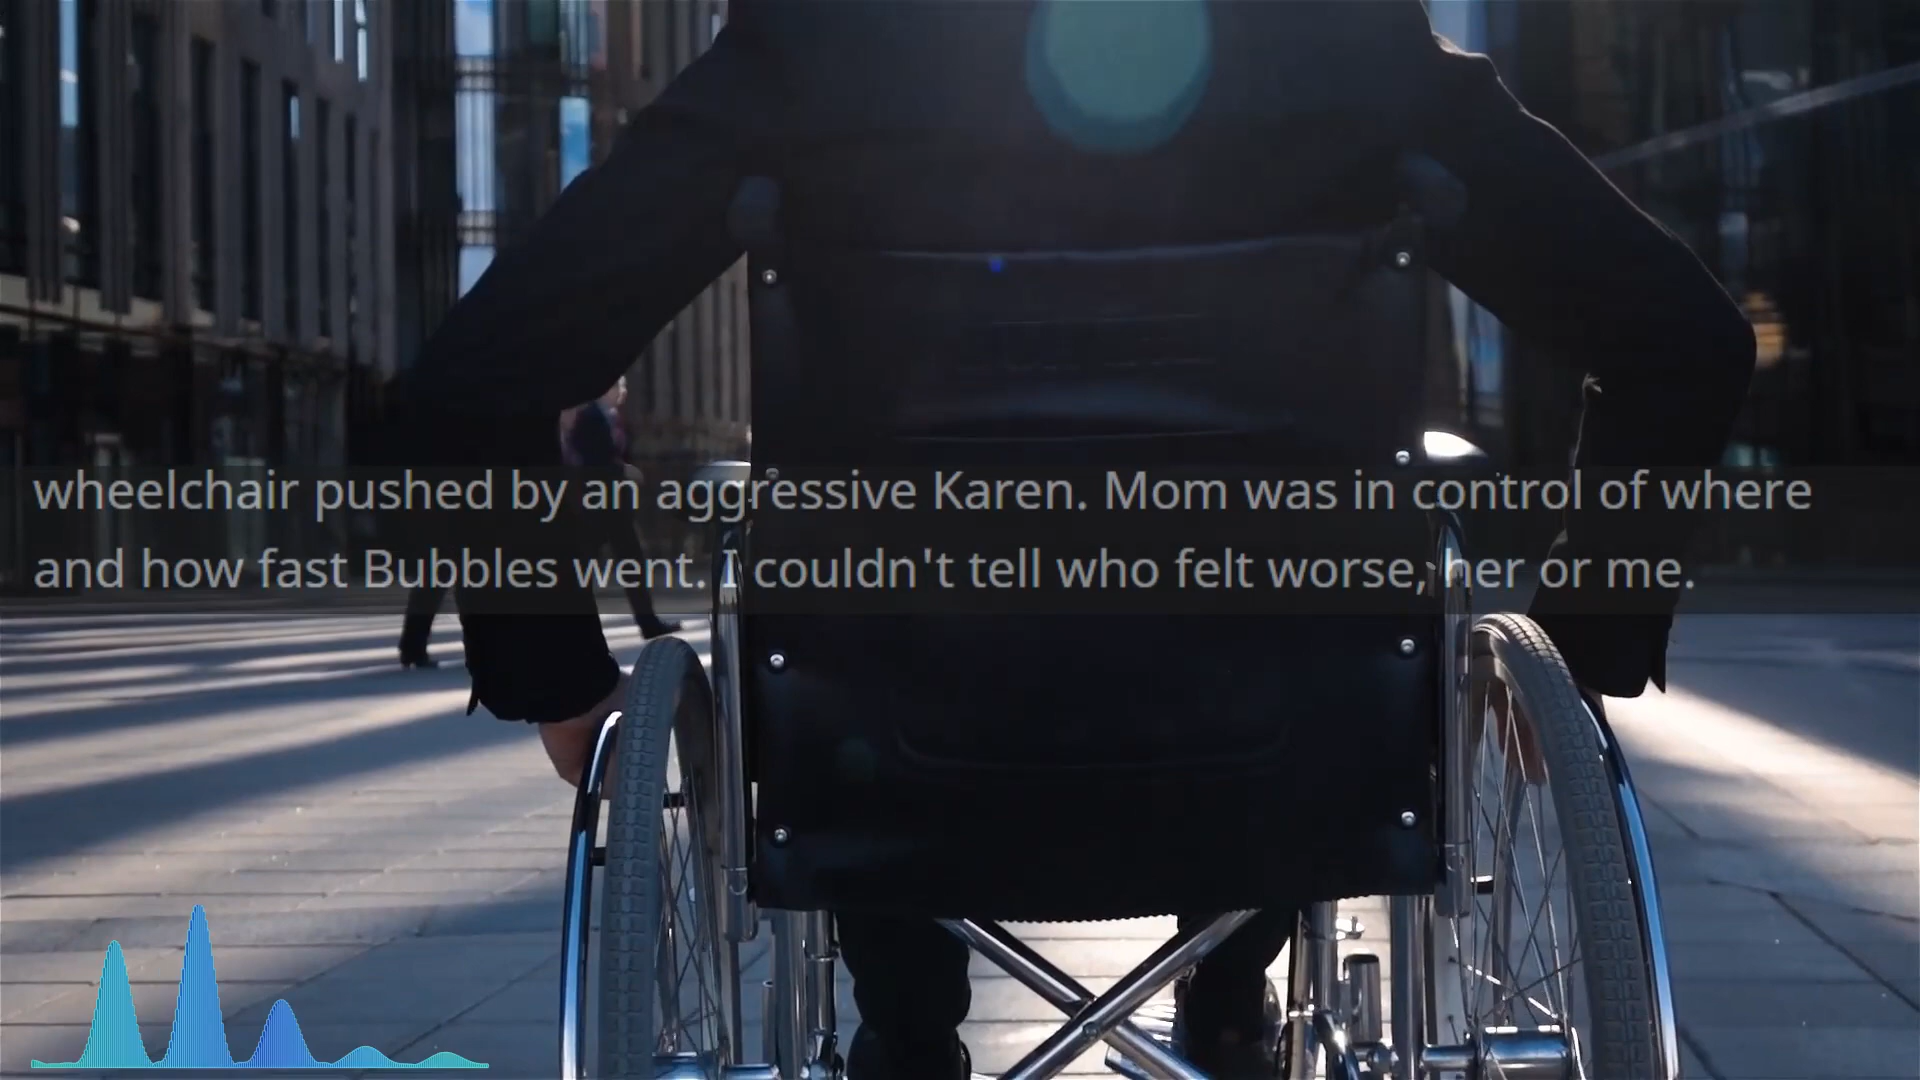 wheelchair pushed by an aggressive Karen. Mom was in control of where
and how fast Bubbles went. I couldn't tell who felt worse, her or me.